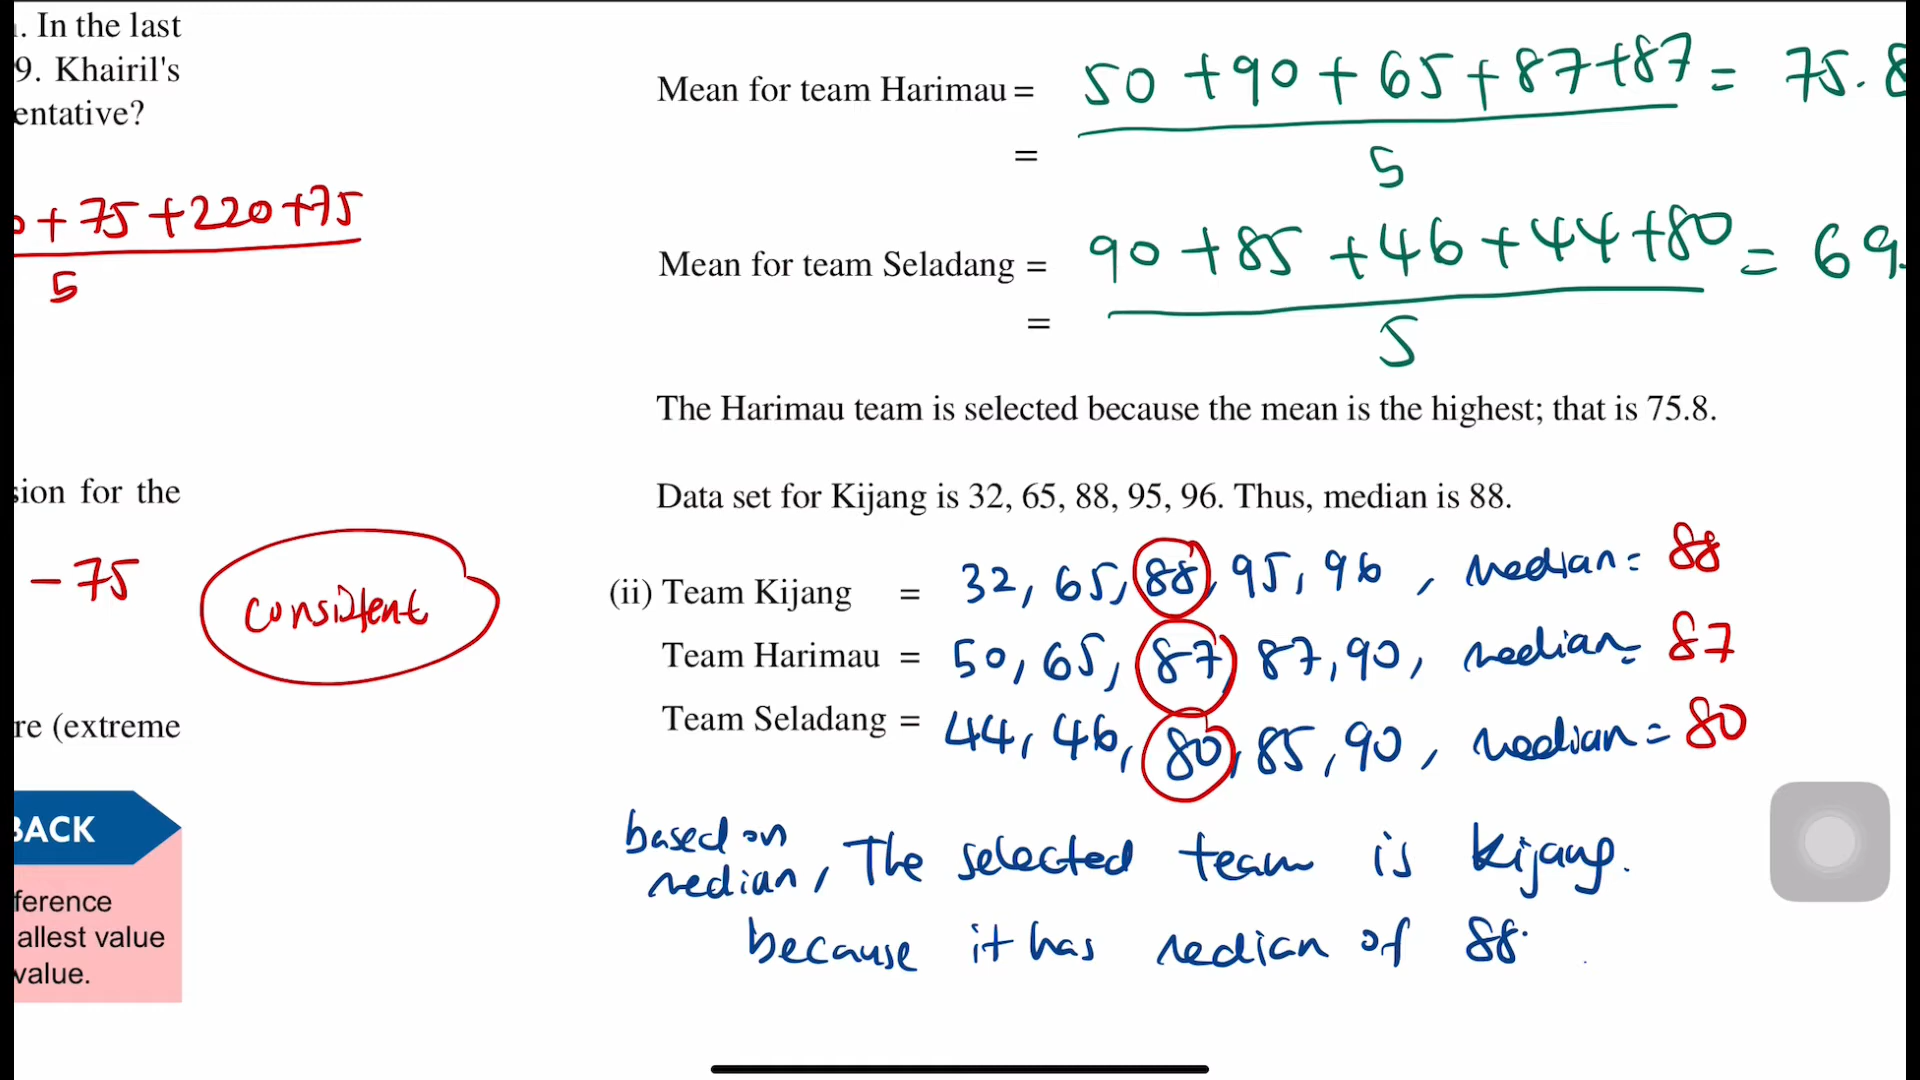 . In the last
9. Khairil's
entative?
+ 75 + 220 + 75
5
sion for the
- 75
consistent
re (extreme
BACK
ference
allest value
value.
Mean for team Harimau = 50 + 90 + 65 + 87 + 87 = 75.8
= 5
Mean for team Seladang = 90 + 85 + 46 + 44 + 80 = 69.
= 5
The Harimau team is selected because the mean is the highest; that is 75.8.
Data set for Kijang is 32, 65, 88, 95, 96. Thus, median is 88.
(ii) Team Kijang = 32, 65, 88, 95, 96, median = 88
Team Harimau = 50, 65, 87, 87, 90, median = 87
Team Seladang = 44, 46, 80, 85, 90, median = 80
based on
median, The selected team is Kijang.
because it has median of 88.